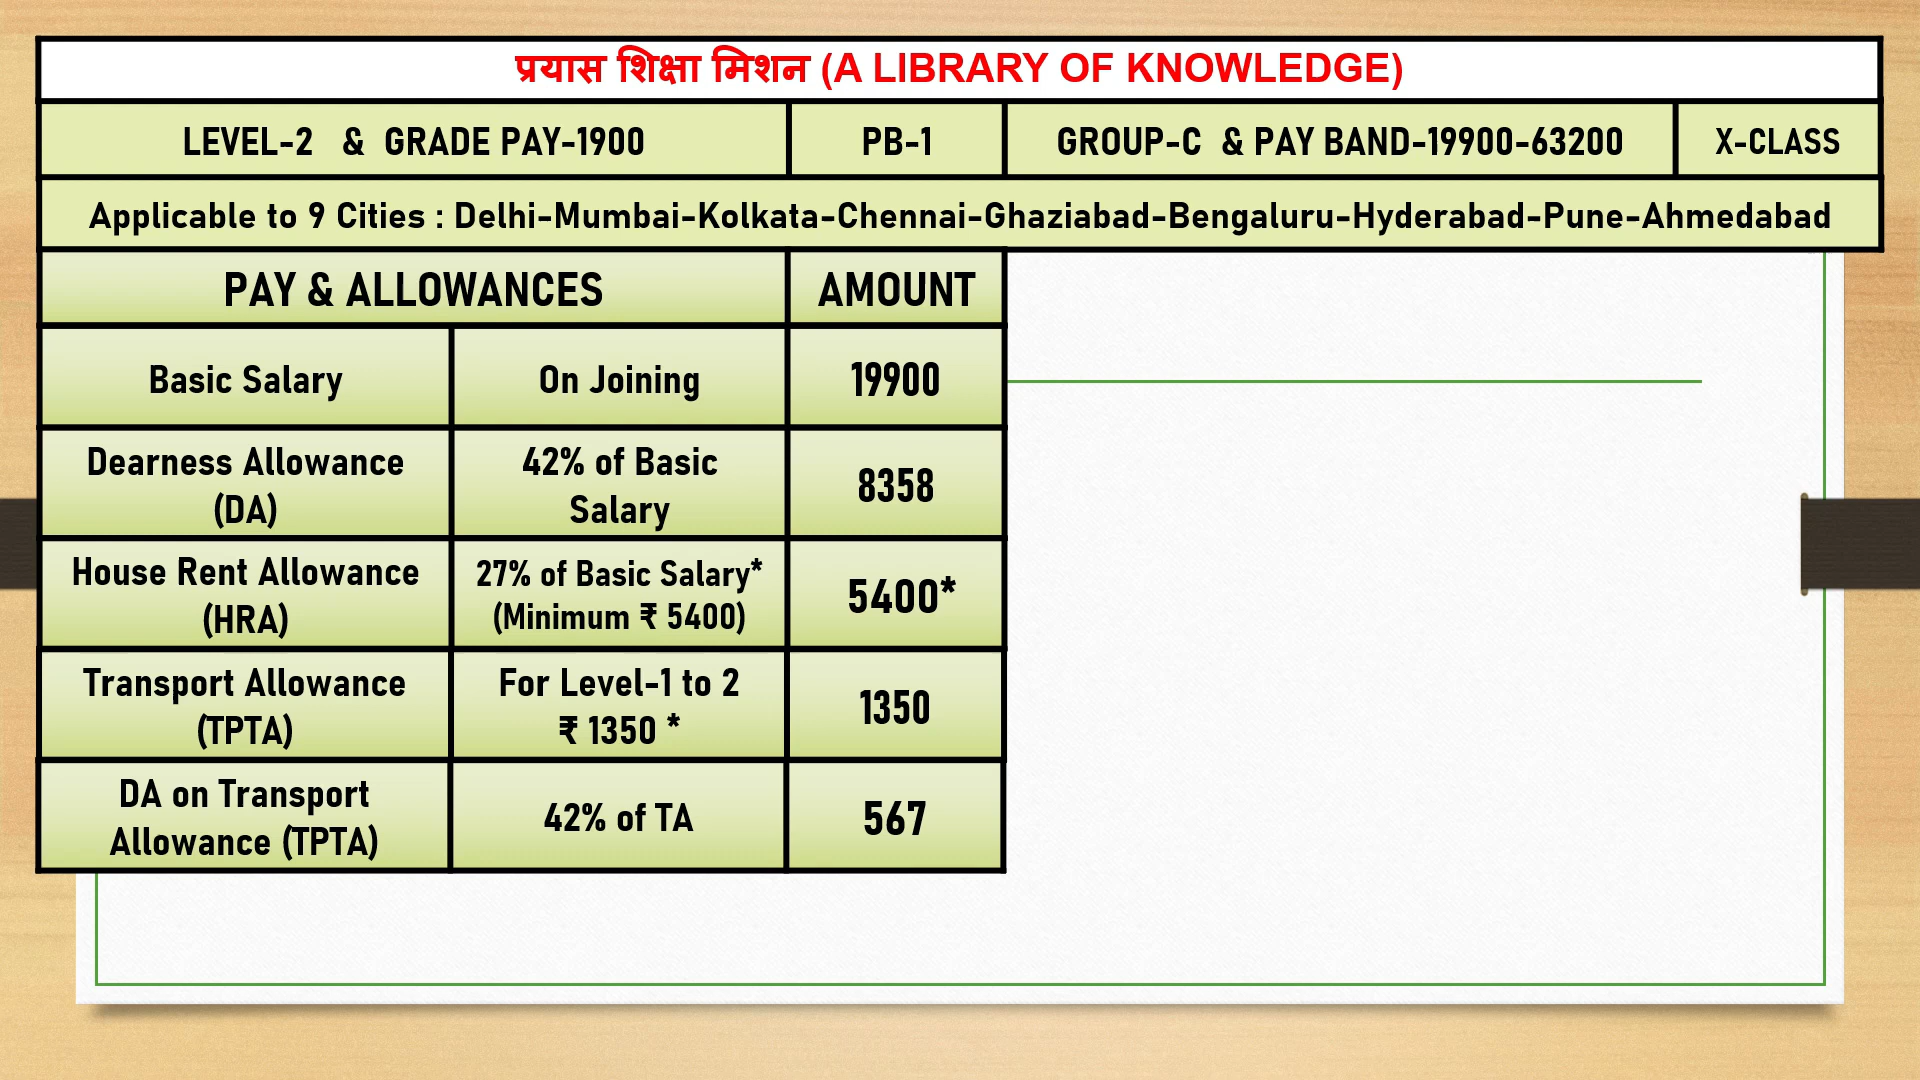 प्रयास शिक्षा मिशन (A LIBRARY OF KNOWLEDGE)
LEVEL-2 & GRADE PAY-1900
PB-1
GROUP-C & PAY BAND-19900-63200
X-CLASS
Applicable to 9 Cities : Delhi-Mumbai-Kolkata-Chennai-Ghaziabad-Bengaluru-Hyderabad-Pune-Ahmedabad
PAY & ALLOWANCES
AMOUNT
Basic Salary
On Joining
19900
Dearness Allowance
(DA)
42% of Basic
Salary
8358
House Rent Allowance
(HRA)
27% of Basic Salary*
(Minimum ₹ 5400)
5400*
Transport Allowance
(TPTA)
For Level-1 to 2
₹ 1350 *
1350
DA on Transport
Allowance (TPTA)
42% of TA
567